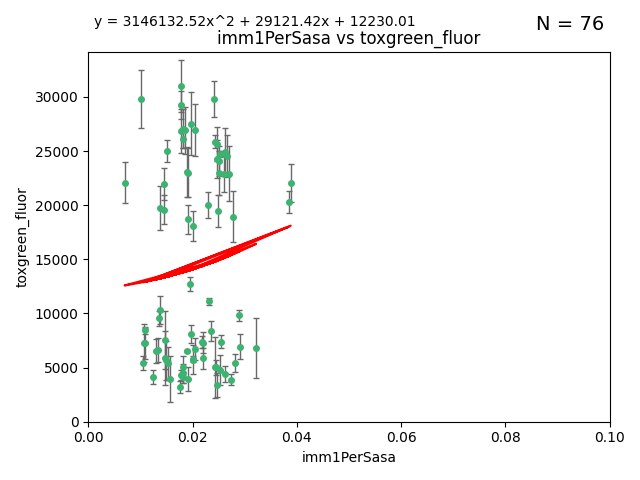 y = 3146132.52x^2 + 29121.42x + 12230.01
N = 76
imm1PerSasa vs toxgreen_fluor
30000
25000
20000
15000
10000
5000
0
toxgreen_fluor
0.00 0.02 0.04 0.06 0.08 0.10
imm1PerSasa